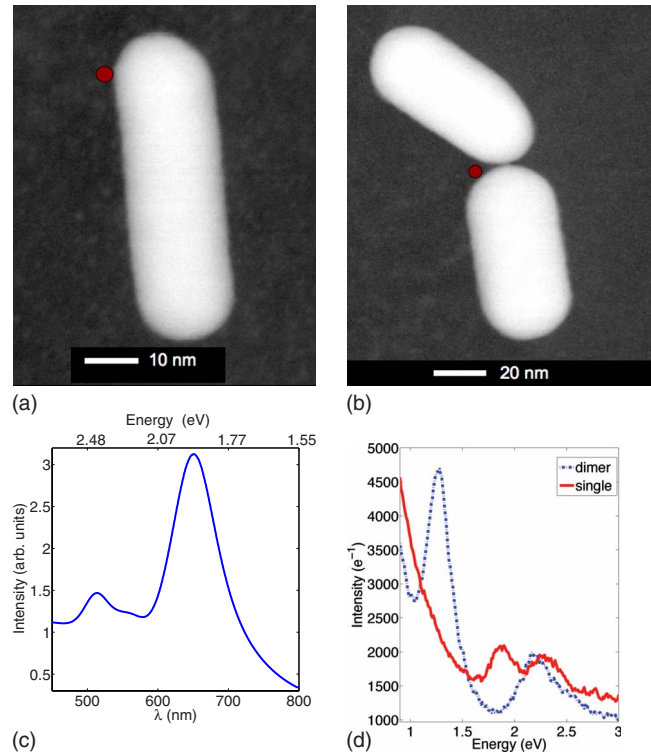 10 nm
20 nm
(a)
(b)
Energy (eV)
2.48 2.07 1.77 1.55
3
2.5
2
1.5
1
0.5
Intensity (arb. units)
500 600 700 800
λ (nm)
(c)
5000
4500
4000
3500
3000
2500
2000
1500
1000
Intensity (e⁻¹)
dimer
single
1 1.5 2 2.5 3
Energy (eV)
(d)